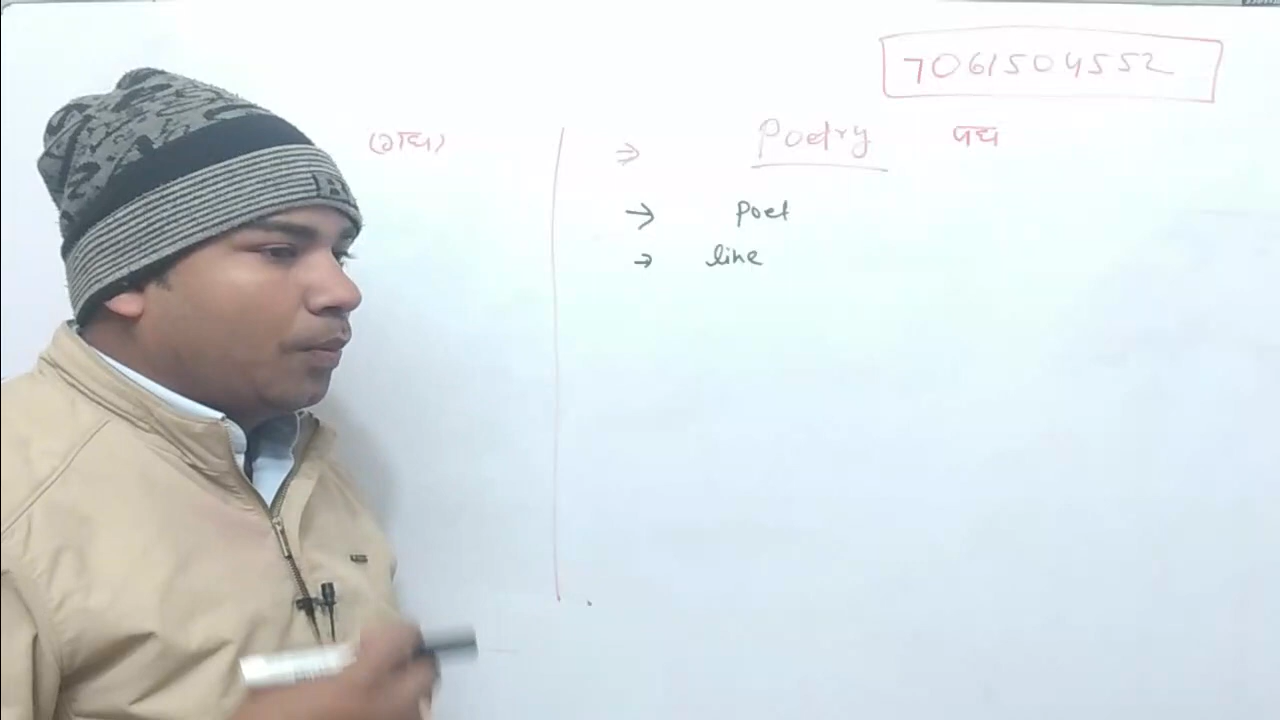 7061504552
(गद्य) ⇒ Poetry पद्य
→ Poet
→ line